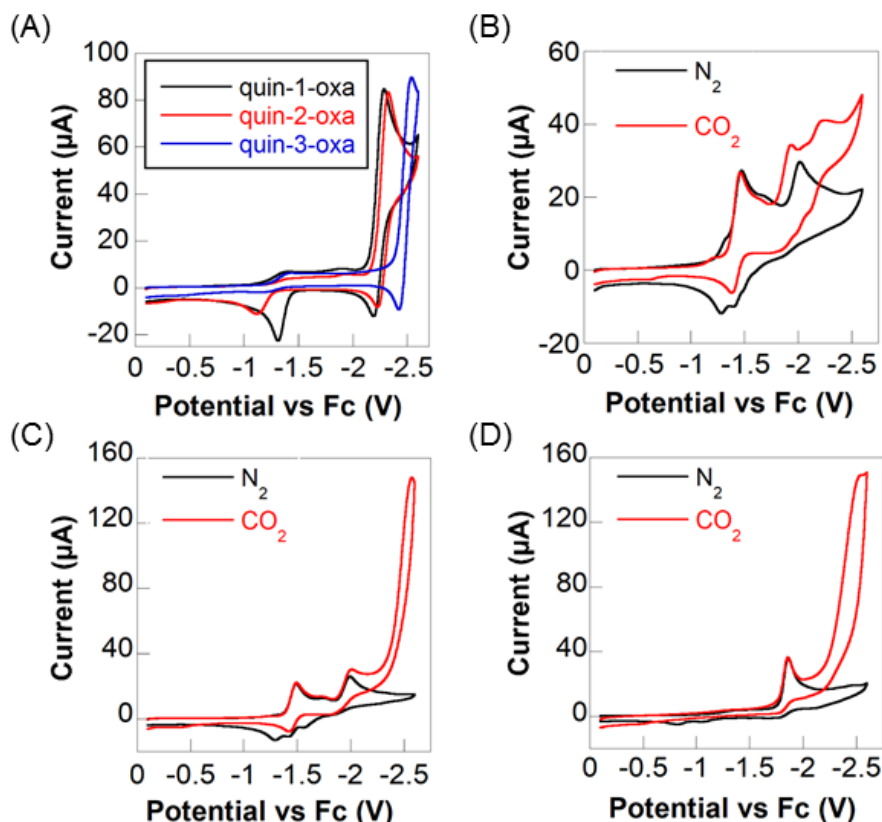 (A)
100
80
60
40
20
0
-20
Current (µA)
quin-1-oxa
quin-2-oxa
quin-3-oxa
0 -0.5 -1 -1.5 -2 -2.5
Potential vs Fc (V)
(B)
60
40
20
0
-20
Current (µA)
N₂
CO₂
0 -0.5 -1 -1.5 -2 -2.5
Potential vs Fc (V)
(C)
160
120
80
40
0
Current (µA)
N₂
CO₂
0 -0.5 -1 -1.5 -2 -2.5
Potential vs Fc (V)
(D)
160
120
80
40
0
Current (µA)
N₂
CO₂
0 -0.5 -1 -1.5 -2 -2.5
Potential vs Fc (V)